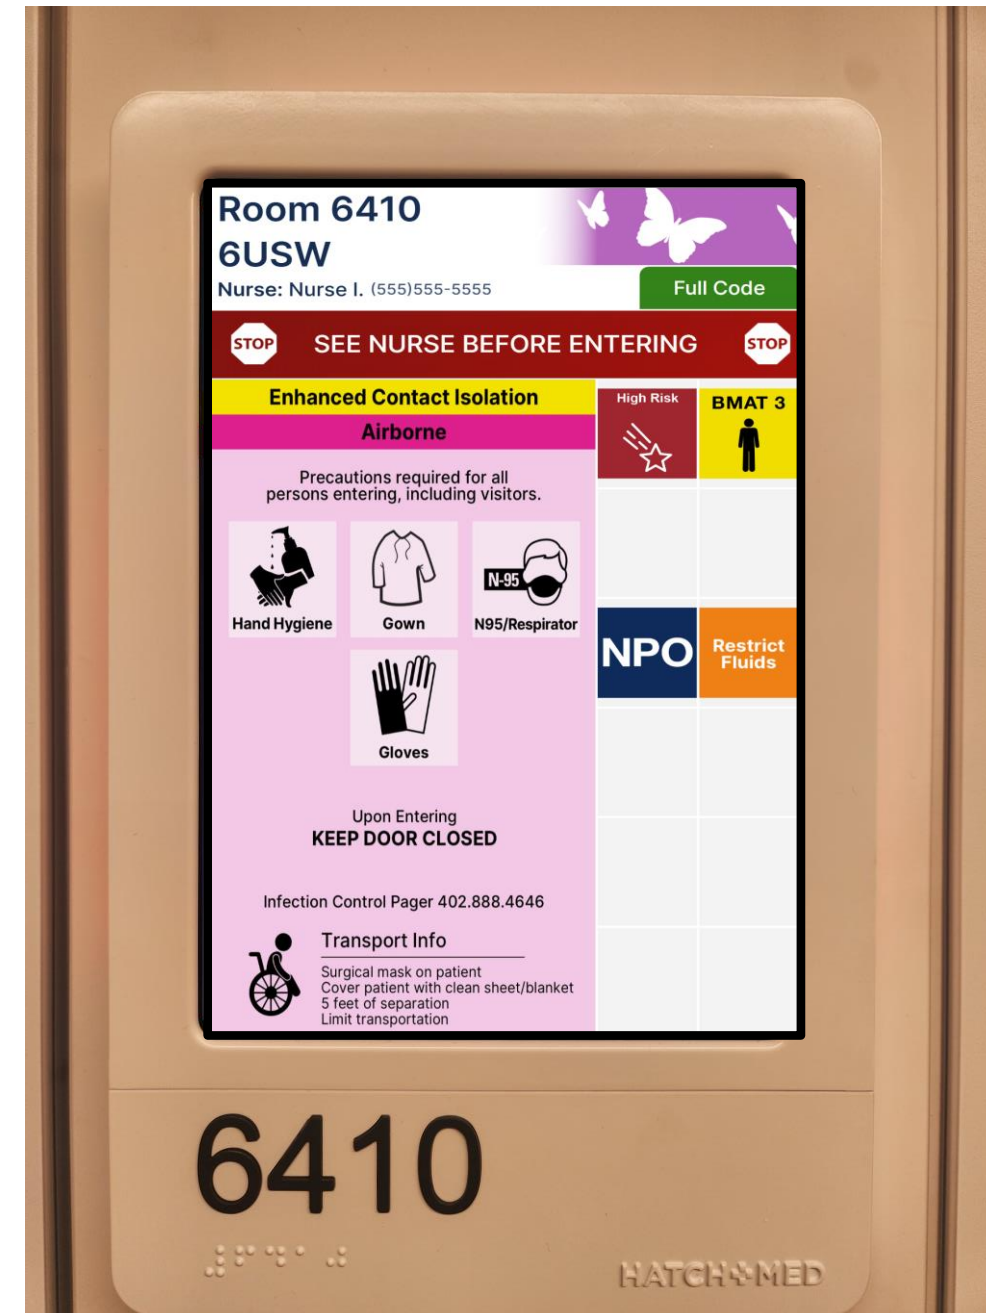 Room 6410
6USW
Nurse: Nurse I. (555)555-5555
Full Code
STOP
SEE NURSE BEFORE ENTERING
STOP
Enhanced Contact Isolation
Airborne
Precautions required for all
persons entering, including visitors.
N-95
Hand Hygiene
Gown
N95/Respirator
Gloves
Upon Entering
KEEP DOOR CLOSED
Infection Control Pager 402.888.4646
Transport Info
Surgical mask on patient
Cover patient with clean sheet/blanket
5 feet of separation
Limit transportation
High Risk
BMAT 3
NPO
Restrict
Fluids
6410
HATCH MED